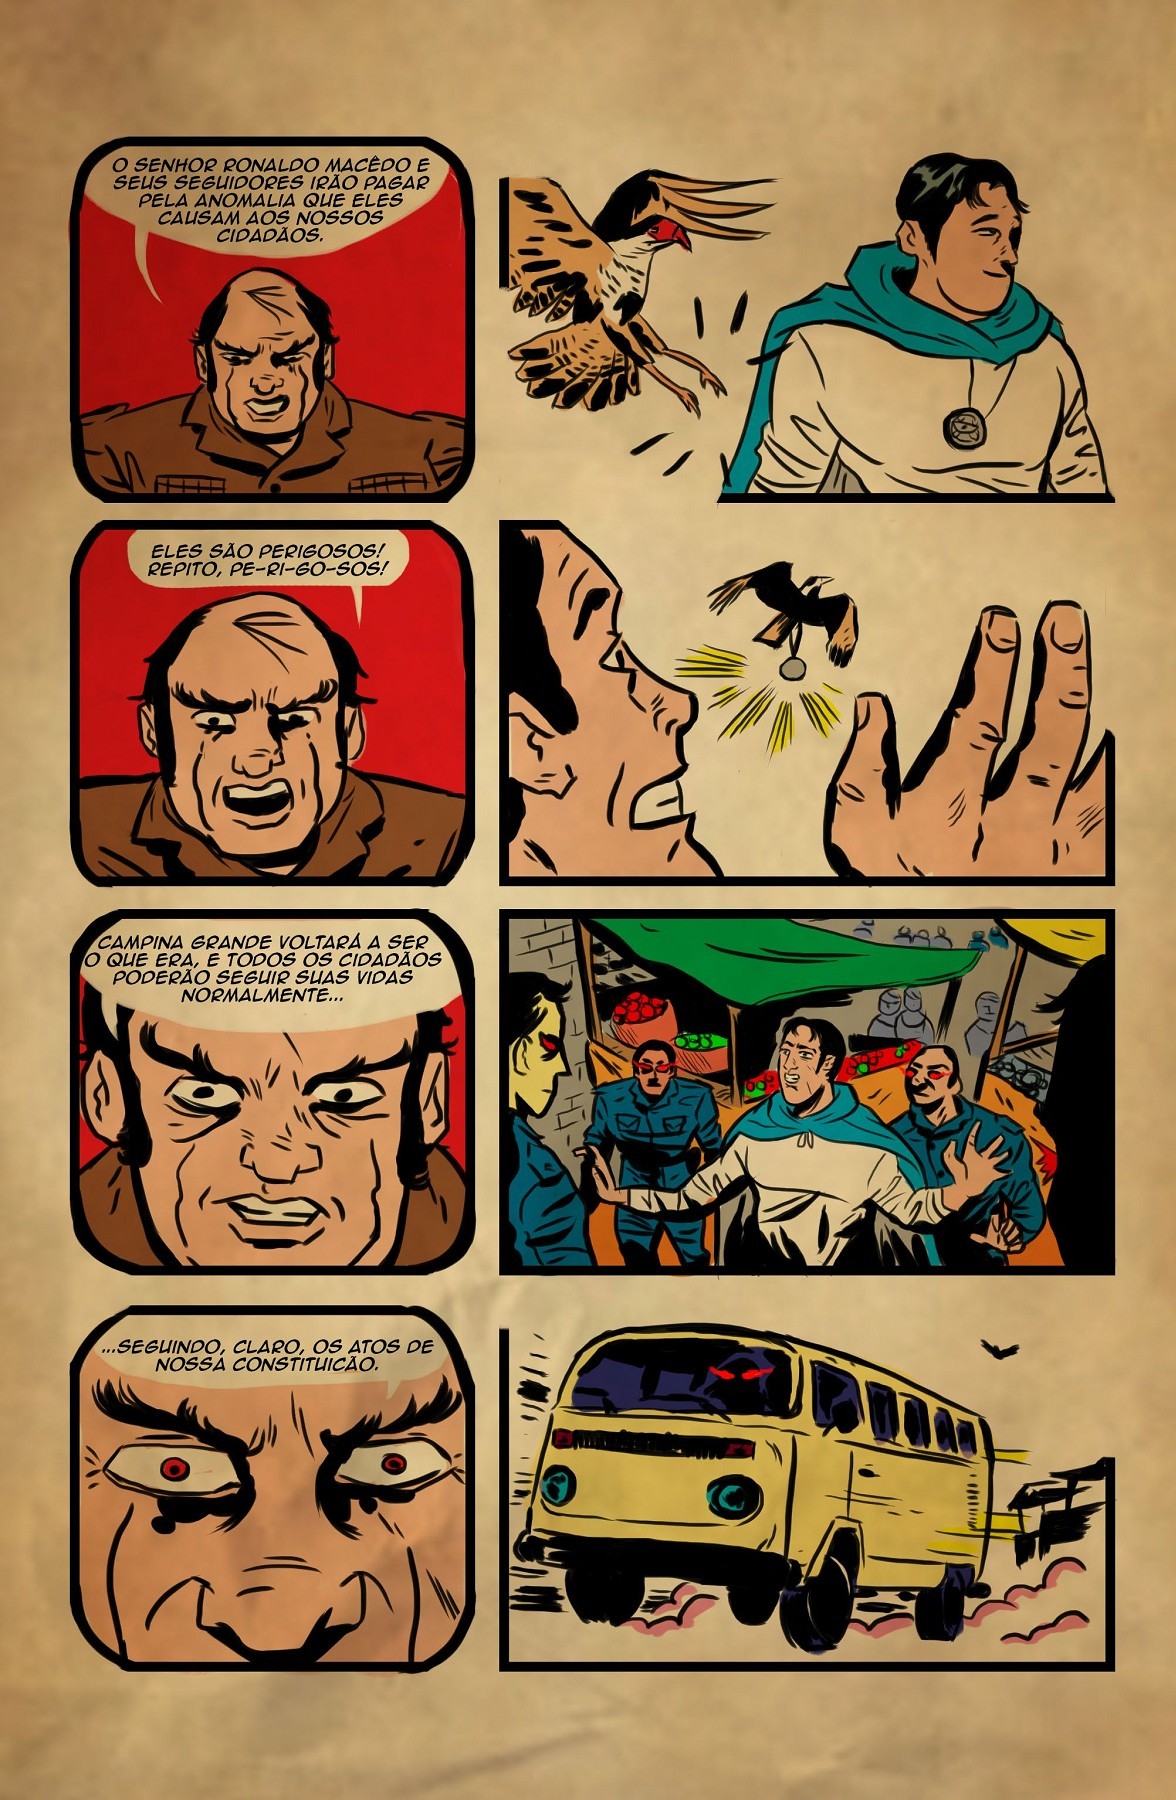 O SENHOR RONALDO MACÊDO E
SEUS SEGUIDORES IRÃO PAGAR
PELA ANOMALIA QUE ELES
CAUSAM AOS NOSSOS
CIDADÃOS.
ELES SÃO PERIGOSOS!
REPITO, PE-RI-GO-SOS!
CAMPINA GRANDE VOLTARÁ A SER
O QUE ERA, E TODOS OS CIDADÃOS
PODERÃO SEGUIR SUAS VIDAS
NORMALMENTE...
...SEGUINDO, CLARO, OS ATOS DE
NOSSA CONSTITUICÃO.